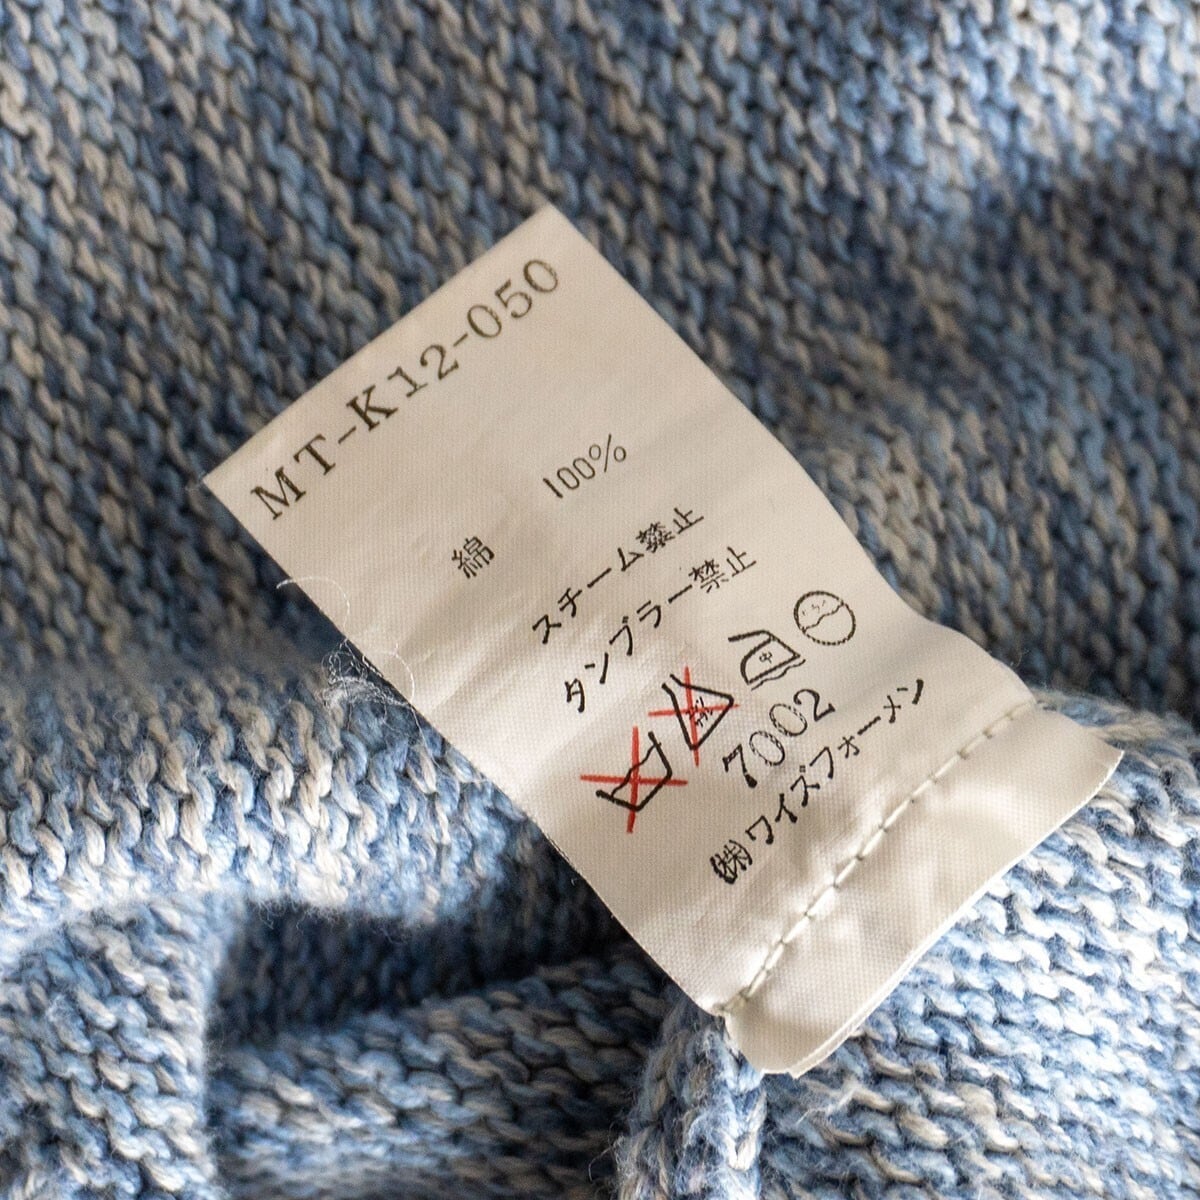 MT-K12-050
綿 100%
スチーム禁止
タンブラー禁止
中
7002
㈱ワイズフォーメン